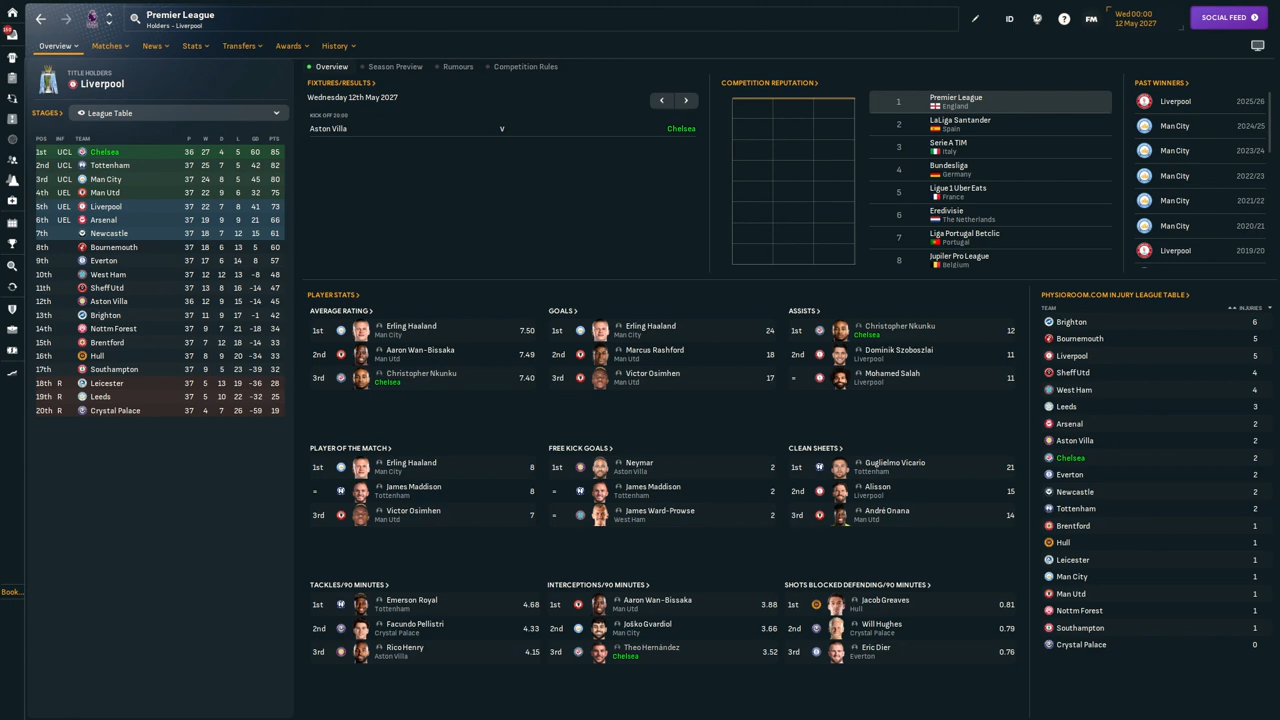 Premier League
Holders - Liverpool
ID
FM
Wed 00:00
12 May 2027
SOCIAL FEED
Overview
Matches
News
Stats
Transfers
Awards
History
TITLE HOLDERS
Liverpool
STAGES
League Table
POS INF TEAM P W D L GD PTS
1st UCL Chelsea 36 27 4 5 60 85
2nd UCL Tottenham 37 25 7 5 42 82
3rd UCL Man City 37 24 8 5 45 80
4th UEL Man Utd 37 22 9 6 32 75
5th UEL Liverpool 37 22 7 8 41 73
6th UEL Arsenal 37 19 9 9 21 66
7th Newcastle 37 18 7 12 15 61
8th Bournemouth 37 18 6 13 5 60
9th Everton 37 16 6 14 8 57
10th West Ham 37 12 12 13 -8 48
11th Sheff Utd 37 13 8 16 -14 47
12th Aston Villa 36 12 9 15 -14 45
13th Brighton 37 11 9 17 -1 42
14th Nottm Forest 37 9 7 21 -18 34
15th Brentford 37 7 12 18 -14 33
16th Hull 37 8 9 20 -34 33
17th Southampton 37 9 5 23 -39 32
18th R Leicester 37 5 13 19 -36 28
19th R Leeds 37 5 10 22 -32 25
20th R Crystal Palace 37 4 7 26 -59 19
Overview
Season Preview
Rumours
Competition Rules
FIXTURES/RESULTS
Wednesday 12th May 2027
KICK OFF 20:00
Aston Villa v Chelsea
COMPETITION REPUTATION
1 Premier League
England
2 LaLiga Santander
Spain
3 Serie A TIM
Italy
4 Bundesliga
Germany
5 Ligue 1 Uber Eats
France
6 Eredivisie
The Netherlands
7 Liga Portugal Betclic
Portugal
8 Jupiler Pro League
Belgium
PAST WINNERS
Liverpool 2025/26
Man City 2024/25
Man City 2023/24
Man City 2022/23
Man City 2021/22
Man City 2020/21
Liverpool 2019/20
PLAYER STATS
AVERAGE RATING
1st Erling Haaland 7.50
Man City
2nd Aaron Wan-Bissaka 7.49
Man Utd
3rd Christopher Nkunku 7.40
Chelsea
GOALS
1st Erling Haaland 24
Man City
2nd Marcus Rashford 18
Man Utd
3rd Victor Osimhen 17
Man Utd
ASSISTS
1st Christopher Nkunku 12
Chelsea
2nd Dominik Szoboszlai 11
Liverpool
= Mohamed Salah 11
Liverpool
PLAYER OF THE MATCH
1st Erling Haaland 8
Man City
= James Maddison 8
Tottenham
3rd Victor Osimhen 7
Man Utd
FREE KICK GOALS
1st Neymar 2
Aston Villa
= James Maddison 2
Tottenham
= James Ward-Prowse 2
West Ham
CLEAN SHEETS
1st Guglielmo Vicario 21
Tottenham
2nd Alisson 15
Liverpool
3rd André Onana 14
Man Utd
TACKLES/90 MINUTES
1st Emerson Royal 4.68
Tottenham
2nd Facundo Pellistri 4.33
Crystal Palace
3rd Rico Henry 4.15
Aston Villa
INTERCEPTIONS/90 MINUTES
1st Aaron Wan-Bissaka 3.88
Man Utd
2nd Joško Gvardiol 3.66
Man City
3rd Theo Hernández 3.52
Chelsea
SHOTS BLOCKED DEFENDING/90 MINUTES
1st Jacob Greaves 0.81
Hull
2nd Will Hughes 0.79
Crystal Palace
3rd Eric Dier 0.76
Everton
PHYSIOROOM.COM INJURY LEAGUE TABLE
TEAM INJURIES
Brighton 6
Bournemouth 5
Liverpool 5
Sheff Utd 4
West Ham 4
Leeds 3
Arsenal 2
Aston Villa 2
Chelsea 2
Everton 2
Newcastle 2
Tottenham 2
Brentford 1
Hull 1
Leicester 1
Man City 1
Man Utd 1
Nottm Forest 1
Southampton 1
Crystal Palace 0
Book...